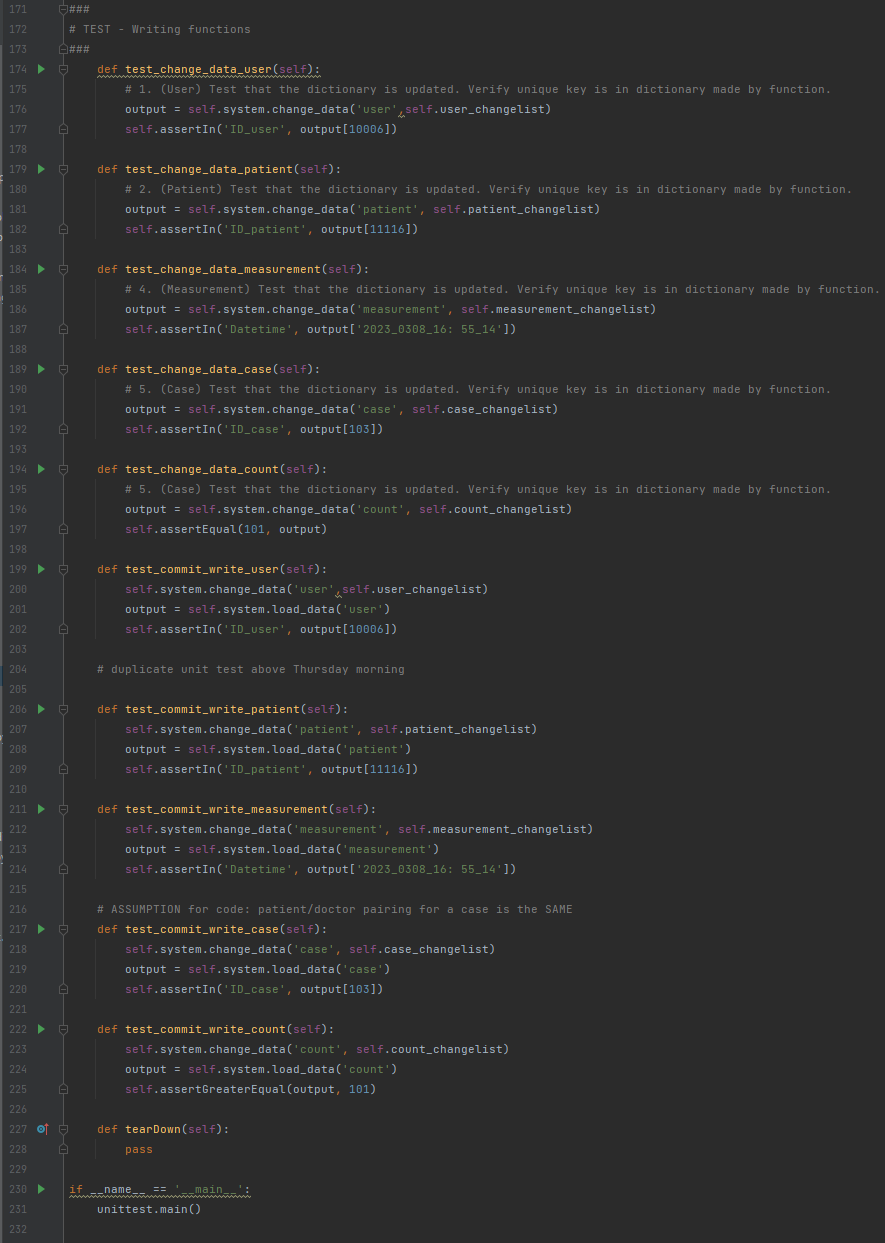 171 ###
172 # TEST - Writing functions
173 ###
174 def test_change_data_user(self):
175 # 1. (User) Test that the dictionary is updated. Verify unique key is in dictionary made by function.
176 output = self.system.change_data('user',self.user_changelist)
177 self.assertIn('ID_user', output[10006])
178
179 def test_change_data_patient(self):
180 # 2. (Patient) Test that the dictionary is updated. Verify unique key is in dictionary made by function.
181 output = self.system.change_data('patient', self.patient_changelist)
182 self.assertIn('ID_patient', output[11116])
183
184 def test_change_data_measurement(self):
185 # 4. (Measurement) Test that the dictionary is updated. Verify unique key is in dictionary made by function.
186 output = self.system.change_data('measurement', self.measurement_changelist)
187 self.assertIn('Datetime', output['2023_0308_16: 55_14'])
188
189 def test_change_data_case(self):
190 # 5. (Case) Test that the dictionary is updated. Verify unique key is in dictionary made by function.
191 output = self.system.change_data('case', self.case_changelist)
192 self.assertIn('ID_case', output[103])
193
194 def test_change_data_count(self):
195 # 5. (Case) Test that the dictionary is updated. Verify unique key is in dictionary made by function.
196 output = self.system.change_data('count', self.count_changelist)
197 self.assertEqual(101, output)
198
199 def test_commit_write_user(self):
200 self.system.change_data('user',self.user_changelist)
201 output = self.system.load_data('user')
202 self.assertIn('ID_user', output[10006])
203
204 # duplicate unit test above Thursday morning
205
206 def test_commit_write_patient(self):
207 self.system.change_data('patient', self.patient_changelist)
208 output = self.system.load_data('patient')
209 self.assertIn('ID_patient', output[11116])
210
211 def test_commit_write_measurement(self):
212 self.system.change_data('measurement', self.measurement_changelist)
213 output = self.system.load_data('measurement')
214 self.assertIn('Datetime', output['2023_0308_16: 55_14'])
215
216 # ASSUMPTION for code: patient/doctor pairing for a case is the SAME
217 def test_commit_write_case(self):
218 self.system.change_data('case', self.case_changelist)
219 output = self.system.load_data('case')
220 self.assertIn('ID_case', output[103])
221
222 def test_commit_write_count(self):
223 self.system.change_data('count', self.count_changelist)
224 output = self.system.load_data('count')
225 self.assertGreaterEqual(output, 101)
226
227 def tearDown(self):
228 pass
229
230 if __name__ == '__main__':
231 unittest.main()
232